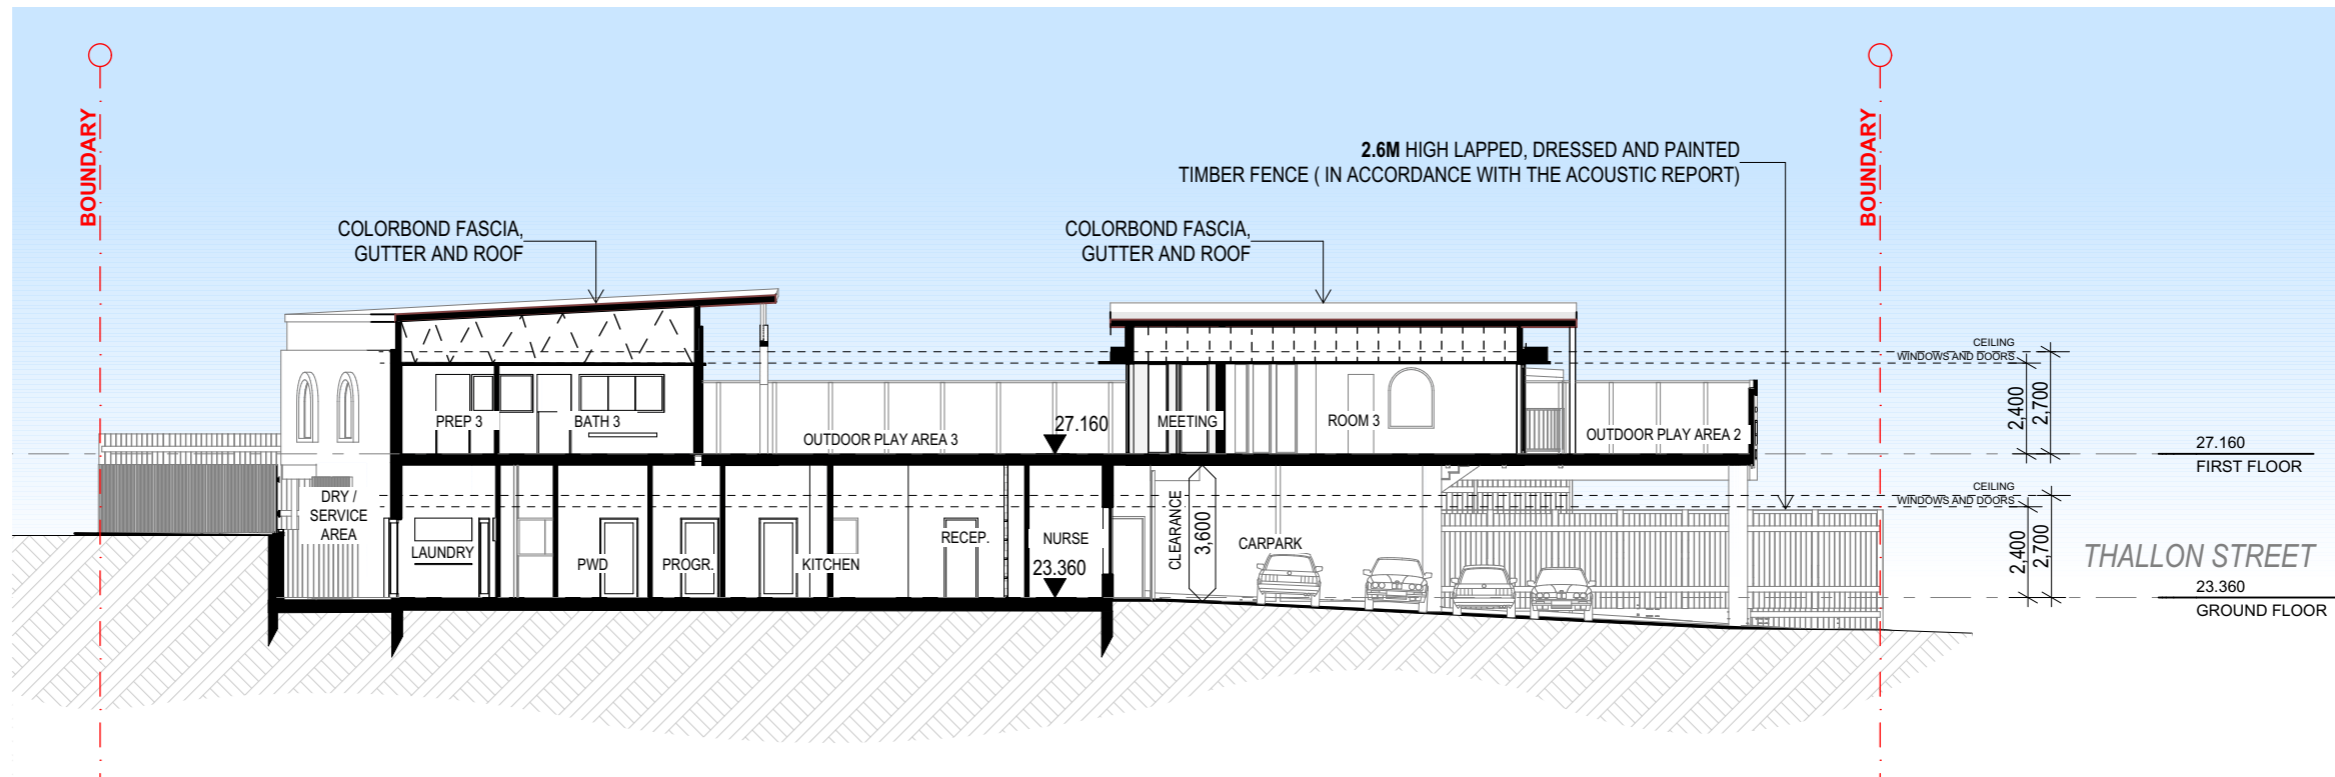 BOUNDARY
BOUNDARY
2.6M HIGH LAPPED, DRESSED AND PAINTED
TIMBER FENCE ( IN ACCORDANCE WITH THE ACOUSTIC REPORT)
COLORBOND FASCIA,
GUTTER AND ROOF
COLORBOND FASCIA,
GUTTER AND ROOF
CEILING
WINDOWS AND DOORS
2,400
2,700
PREP 3
BATH 3
OUTDOOR PLAY AREA 3
27.160
MEETING
ROOM 3
OUTDOOR PLAY AREA 2
27.160
FIRST FLOOR
CEILING
WINDOWS AND DOORS
2,400
2,700
DRY /
SERVICE
AREA
LAUNDRY
PWD
PROGR.
KITCHEN
RECEP.
NURSE
23.360
CLEARANCE
3,600
CARPARK
THALLON STREET
23.360
GROUND FLOOR